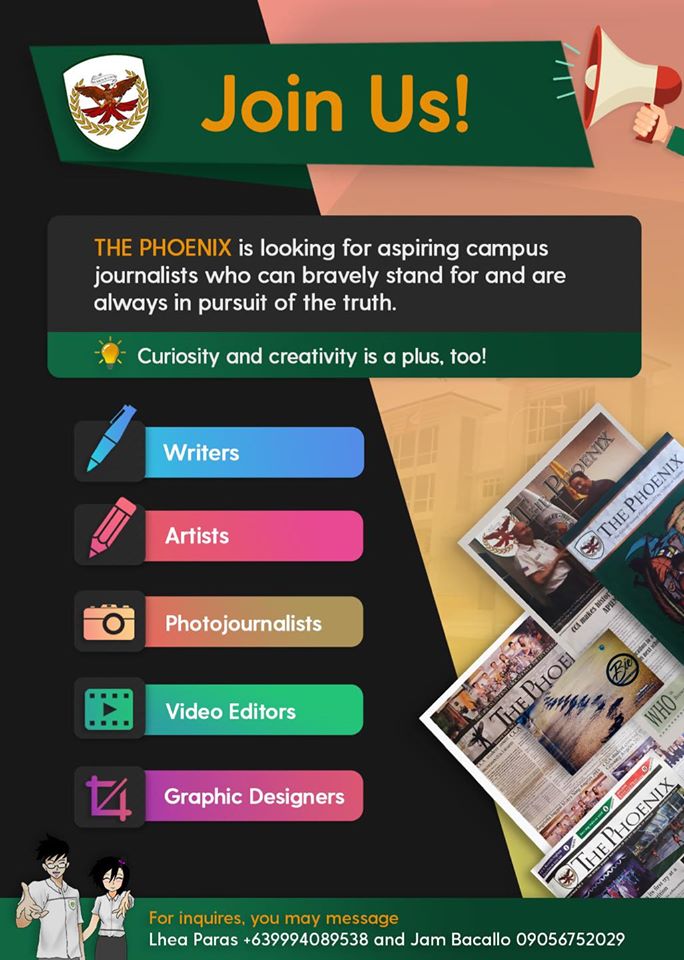 Join Us!
THE PHOENIX is looking for aspiring campus
journalists who can bravely stand for and are
always in pursuit of the truth.
Curiosity and creativity is a plus, too!
Writers
Artists
Photojournalists
Video Editors
Graphic Designers
THE PHOENIX
THE PHOENIX
THE PHOE
Bie
WHO
THE PHOENIX
For inquires, you may message
Lhea Paras +639994089538 and Jam Bacallo 09056752029